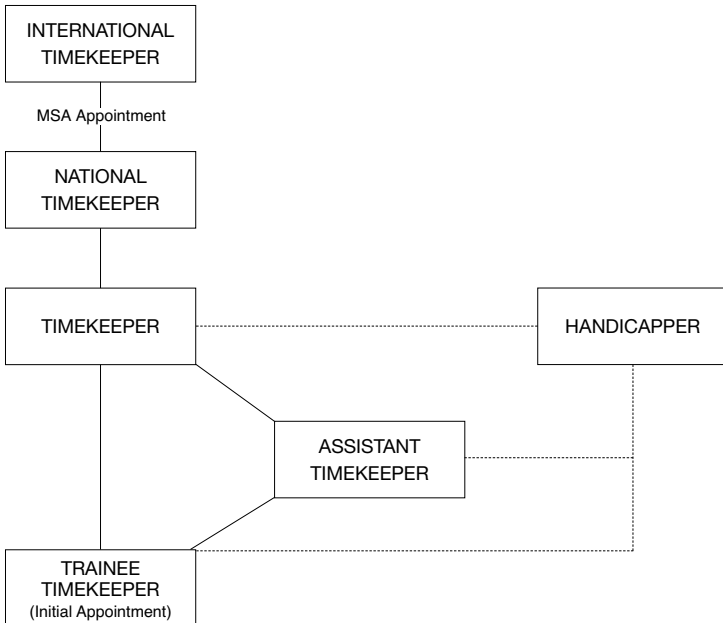 INTERNATIONAL
TIMEKEEPER
MSA Appointment
NATIONAL
TIMEKEEPER
TIMEKEEPER
HANDICAPPER
ASSISTANT
TIMEKEEPER
TRAINEE
TIMEKEEPER
(Initial Appointment)